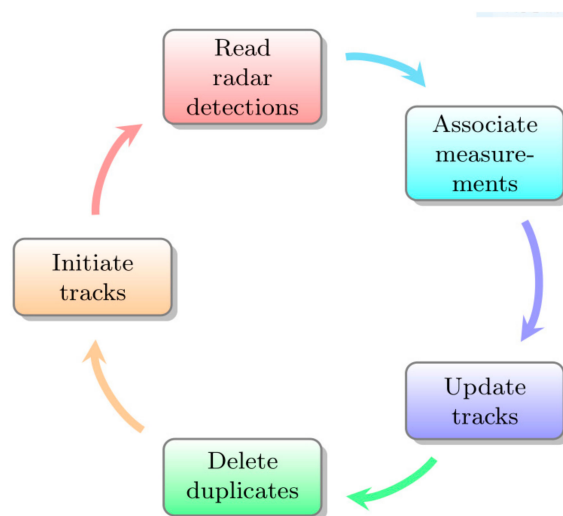 Read
radar
detections
Associate
measure-
ments
Update
tracks
Delete
duplicates
Initiate
tracks